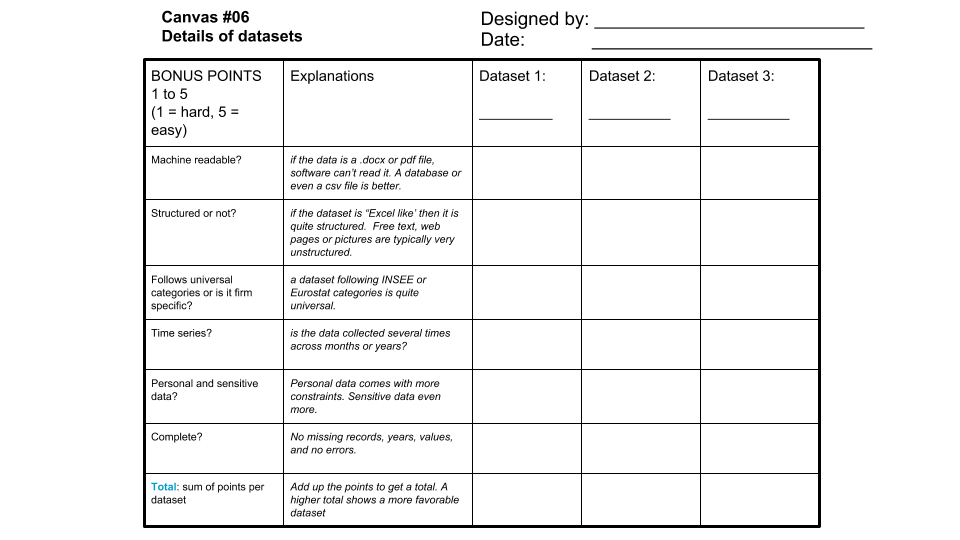 Canvas #06
Details of datasets
Designed by: ___________________________
Date: ____________________________
BONUS POINTS
1 to 5
(1 = hard, 5 =
easy)
Explanations
Dataset 1:
_________
Dataset 2:
__________
Dataset 3:
__________
Machine readable?
if the data is a .docx or pdf file,
software can't read it. A database or
even a csv file is better.
Structured or not?
if the dataset is “Excel like’ then it is
quite structured.  Free text, web
pages or pictures are typically very
unstructured.
Follows universal
categories or is it firm
specific?
a dataset following INSEE or
Eurostat categories is quite
universal.
Time series?
is the data collected several times
across months or years?
Personal and sensitive
data?
Personal data comes with more
constraints. Sensitive data even
more.
Complete?
No missing records, years, values,
and no errors.
Total: sum of points per
dataset
Add up the points to get a total. A
higher total shows a more favorable
dataset